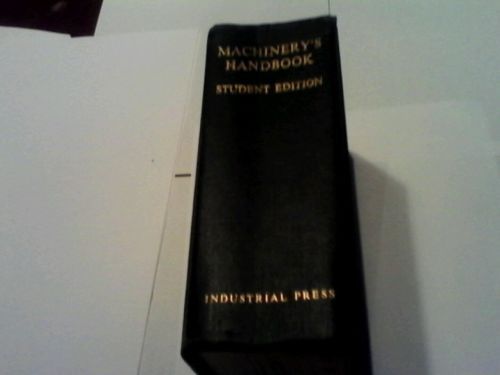 MACHINERY'S
HANDBOOK
STUDENT EDITION
INDUSTRIAL PRESS